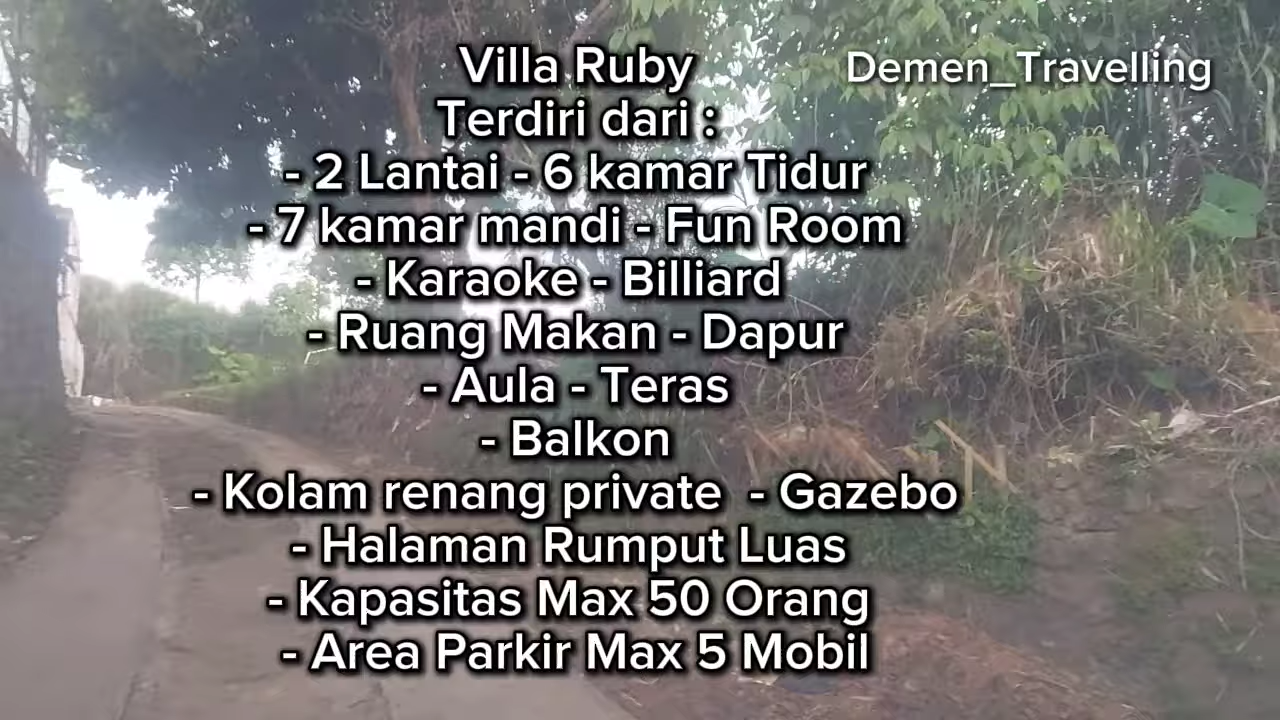 Villa Ruby
Demen_Travelling
Terdiri dari :
- 2 Lantai - 6 kamar Tidur
- 7 kamar mandi - Fun Room
- Karaoke - Billiard
- Ruang Makan - Dapur
- Aula - Teras
- Balkon
- Kolam renang private  - Gazebo
- Halaman Rumput Luas
- Kapasitas Max 50 Orang
- Area Parkir Max 5 Mobil